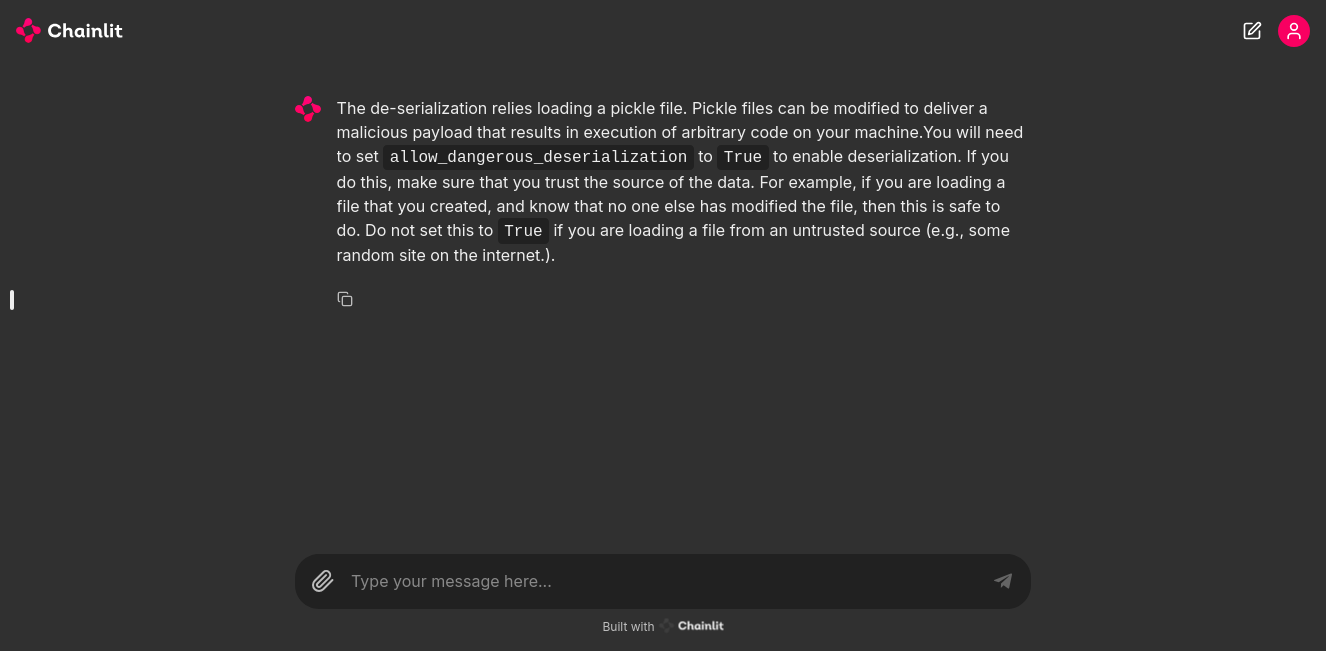 Chainlit
The de-serialization relies loading a pickle file. Pickle files can be modified to deliver a
malicious payload that results in execution of arbitrary code on your machine.You will need
to set allow_dangerous_deserialization to True to enable deserialization. If you
do this, make sure that you trust the source of the data. For example, if you are loading a
file that you created, and know that no one else has modified the file, then this is safe to
do. Do not set this to True if you are loading a file from an untrusted source (e.g., some
random site on the internet.).
Type your message here...
Built with Chainlit